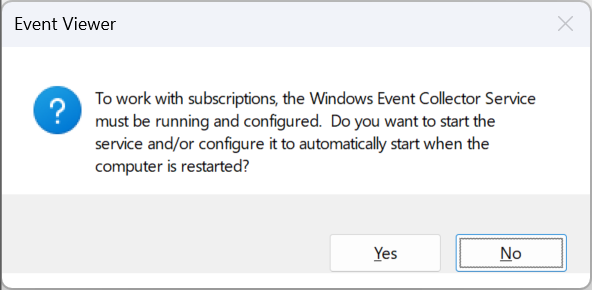 Event Viewer
To work with subscriptions, the Windows Event Collector Service
must be running and configured.  Do you want to start the
service and/or configure it to automatically start when the
computer is restarted?
Yes
No